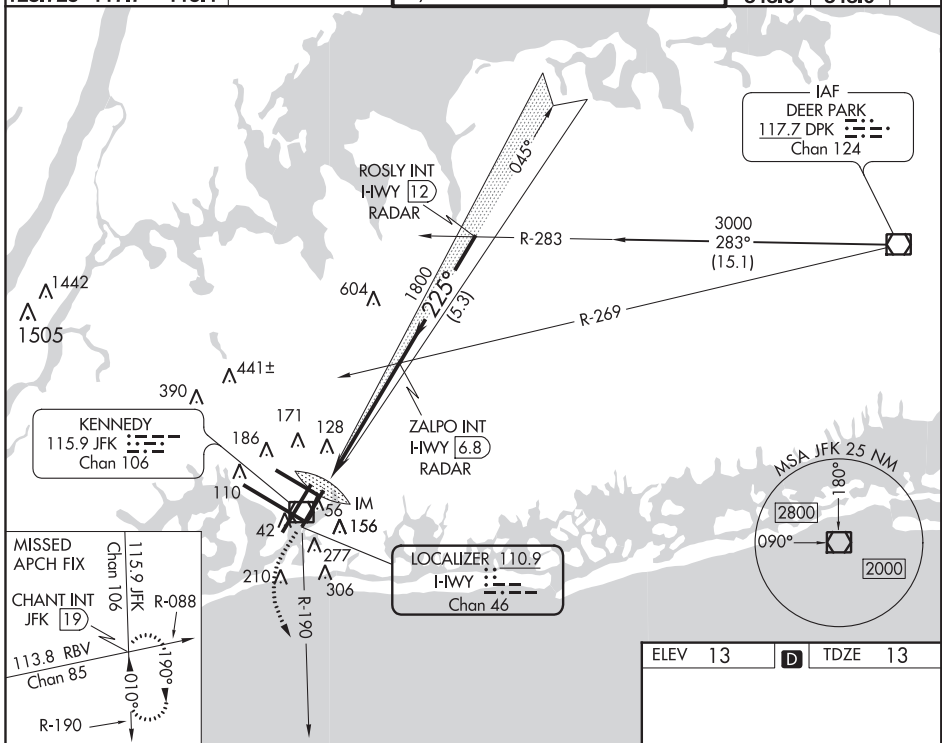 IAF
DEER PARK
117.7 DPK
Chan 124
ROSLY INT
I-IWY 12
RADAR
045°
R-283
3000
283°
(15.1)
1800
225°
(5.3)
604
R-269
1442
1505
441±
390
KENNEDY
115.9 JFK
Chan 106
171
186
128
ZALPO INT
I-IWY 6.8
RADAR
110
IM
56
42
156
277
210
306
R-190
LOCALIZER 110.9
I-IWY
Chan 46
MSA JFK 25 NM
180°
2800
090°
2000
MISSED
APCH FIX
115.9 JFK
Chan 106
CHANT INT
JFK 19
R-088
113.8 RBV
Chan 85
190°
010°
R-190
ELEV 13
D
TDZE 13